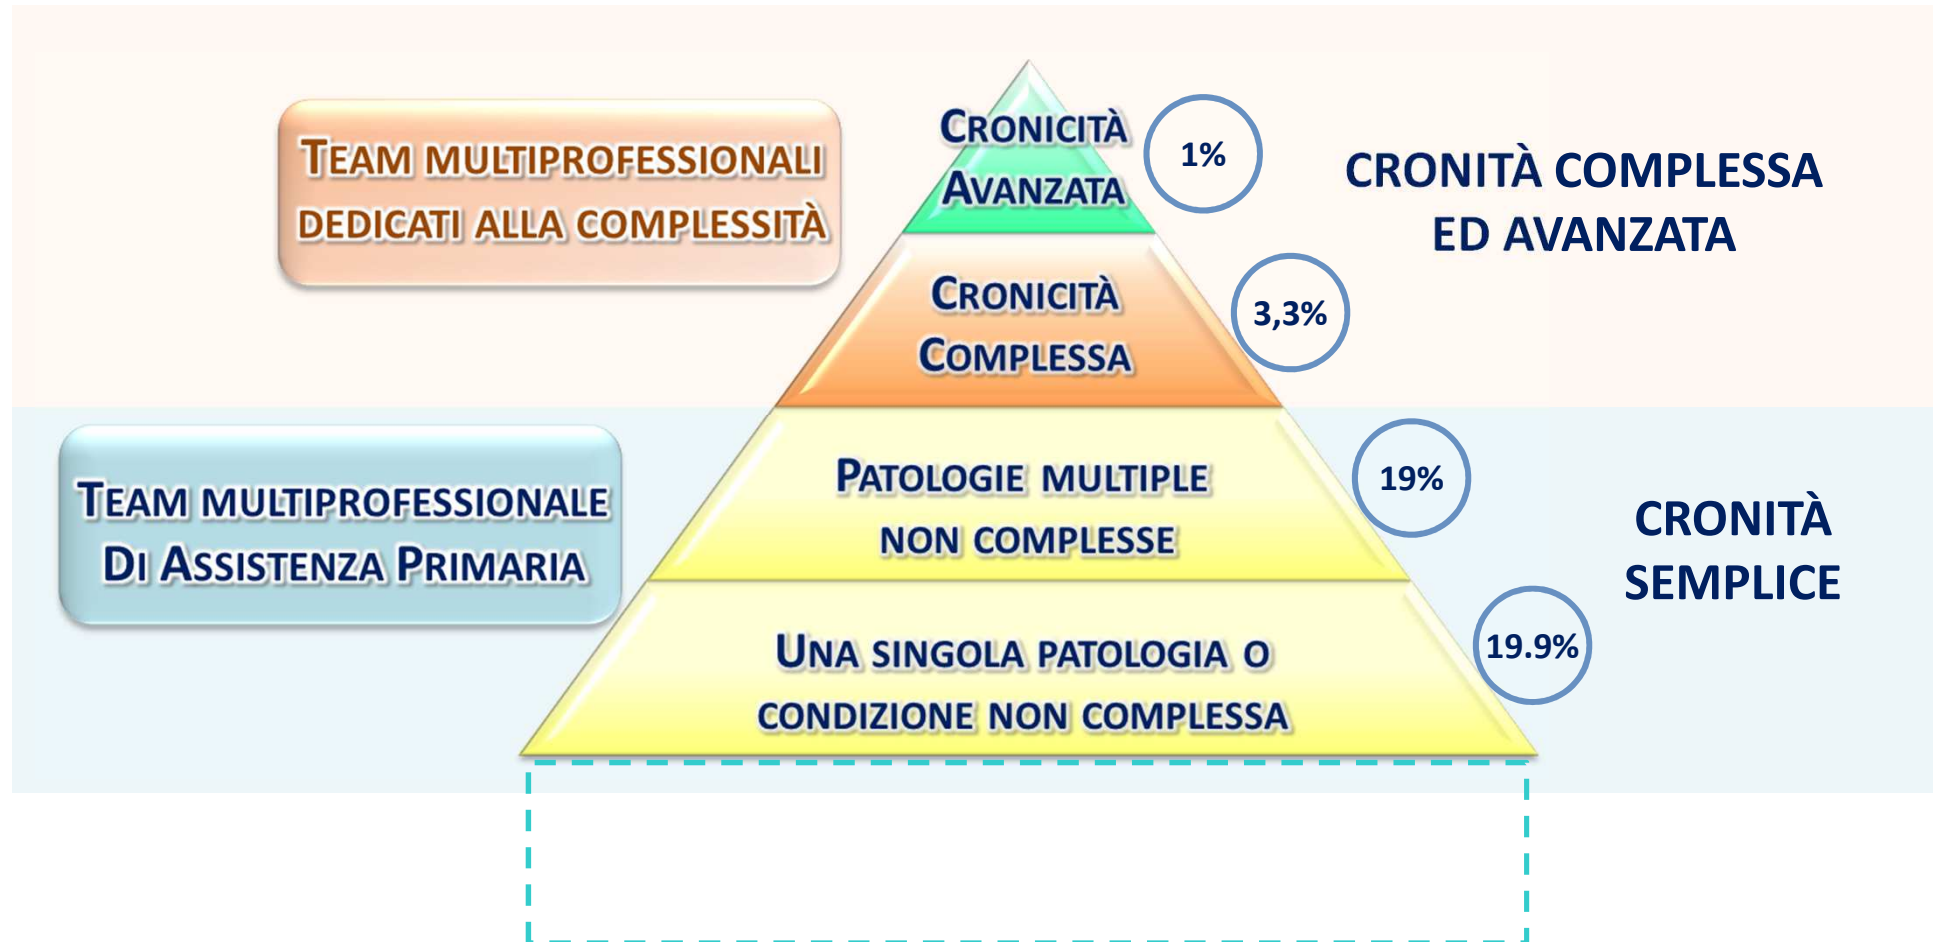 TEAM MULTIPROFESSIONALI
DEDICATI ALLA COMPLESSITÀ
CRONICITÀ
AVANZATA
1%
CRONITÀ COMPLESSA
ED AVANZATA
CRONICITÀ
COMPLESSA
3,3%
TEAM MULTIPROFESSIONALE
DI ASSISTENZA PRIMARIA
PATOLOGIE MULTIPLE
NON COMPLESSE
19%
CRONITÀ
SEMPLICE
UNA SINGOLA PATOLOGIA O
CONDIZIONE NON COMPLESSA
19.9%